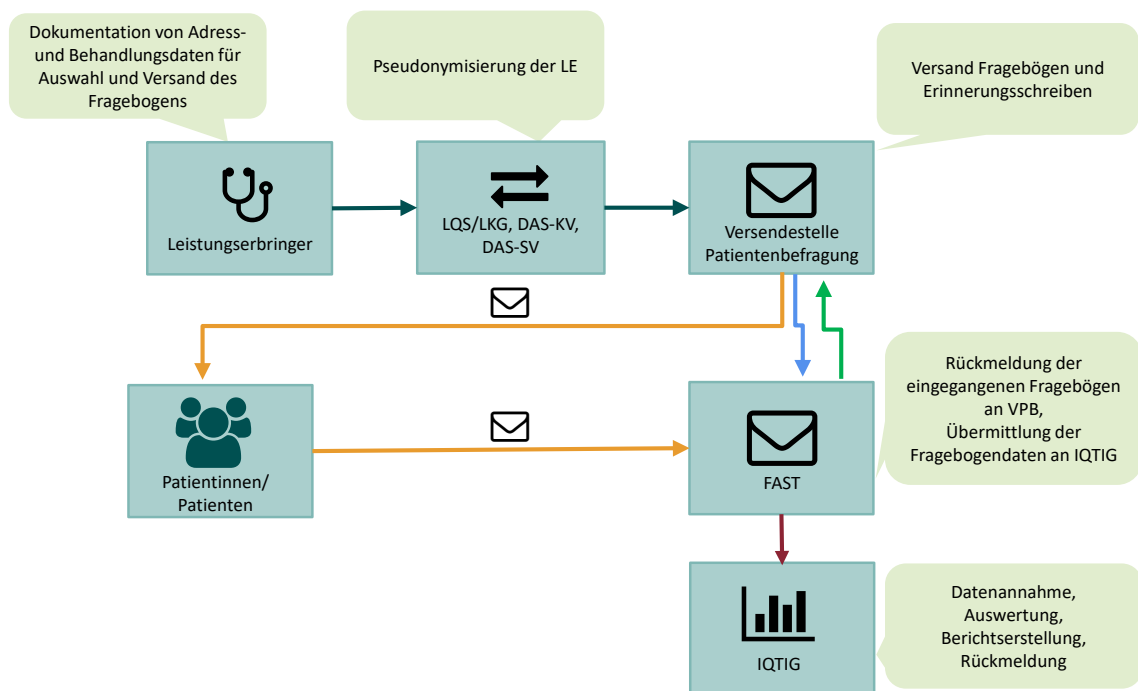 Dokumentation von Adress-
und Behandlungsdaten für
Auswahl und Versand des
Fragebogens
Pseudonymisierung der LE
Versand Fragebögen und
Erinnerungsschreiben
Leistungserbringer
LQS/LKG, DAS-KV,
DAS-SV
Versendestelle
Patientenbefragung
Patientinnen/
Patienten
FAST
Rückmeldung der
eingegangenen Fragebögen
an VPB,
Übermittlung der
Fragebogendaten an IQTIG
IQTIG
Datenannahme,
Auswertung,
Berichtserstellung,
Rückmeldung